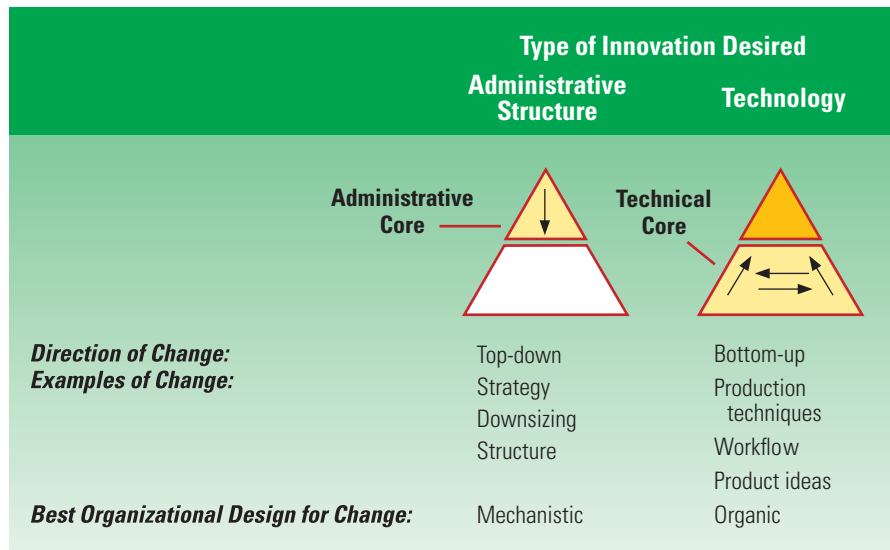 Type of Innovation Desired
Administrative
Structure
Technology
Administrative
Core
Technical
Core
Direction of Change:
Top-down
Bottom-up
Examples of Change:
Strategy
Downsizing
Structure
Production
techniques
Workflow
Product ideas
Best Organizational Design for Change:
Mechanistic
Organic